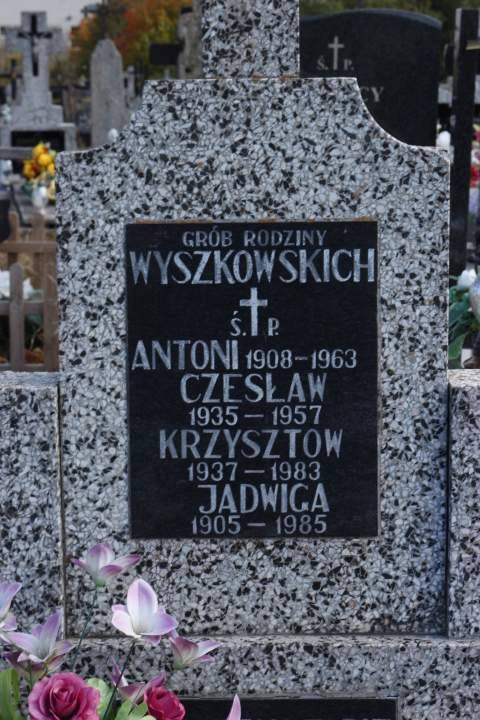 GRÓB RODZINY
WYSZKOWSKICH
Ś. P.
ANTONI 1908-1963
CZESŁAW
1935-1957
KRZYSZTOW
1937-1983
JADWIGA
1905-1985
Ś P